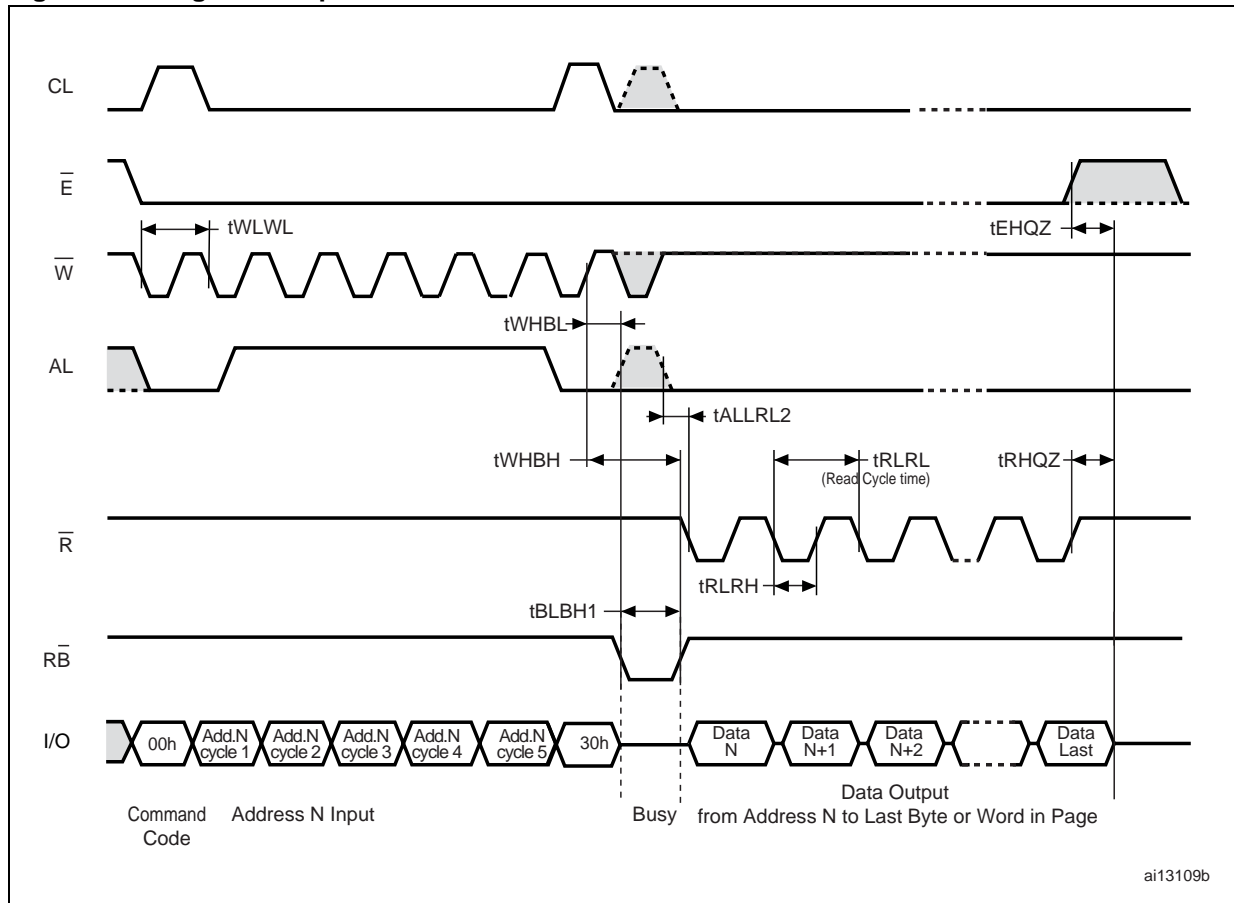 CL
E
tWLWL
tEHQZ
W
tWHBL
AL
tALLRL2
tWHBH
tRLRL
(Read Cycle time)
tRHQZ
R
tRLRH
tBLBH1
RB
I/O
00h
Add.N
cycle 1
Add.N
cycle 2
Add.N
cycle 3
Add.N
cycle 4
Add.N
cycle 5
30h
Data
N
Data
N+1
Data
N+2
Data
Last
Command
Code
Address N Input
Busy
Data Output
from Address N to Last Byte or Word in Page
ai13109b